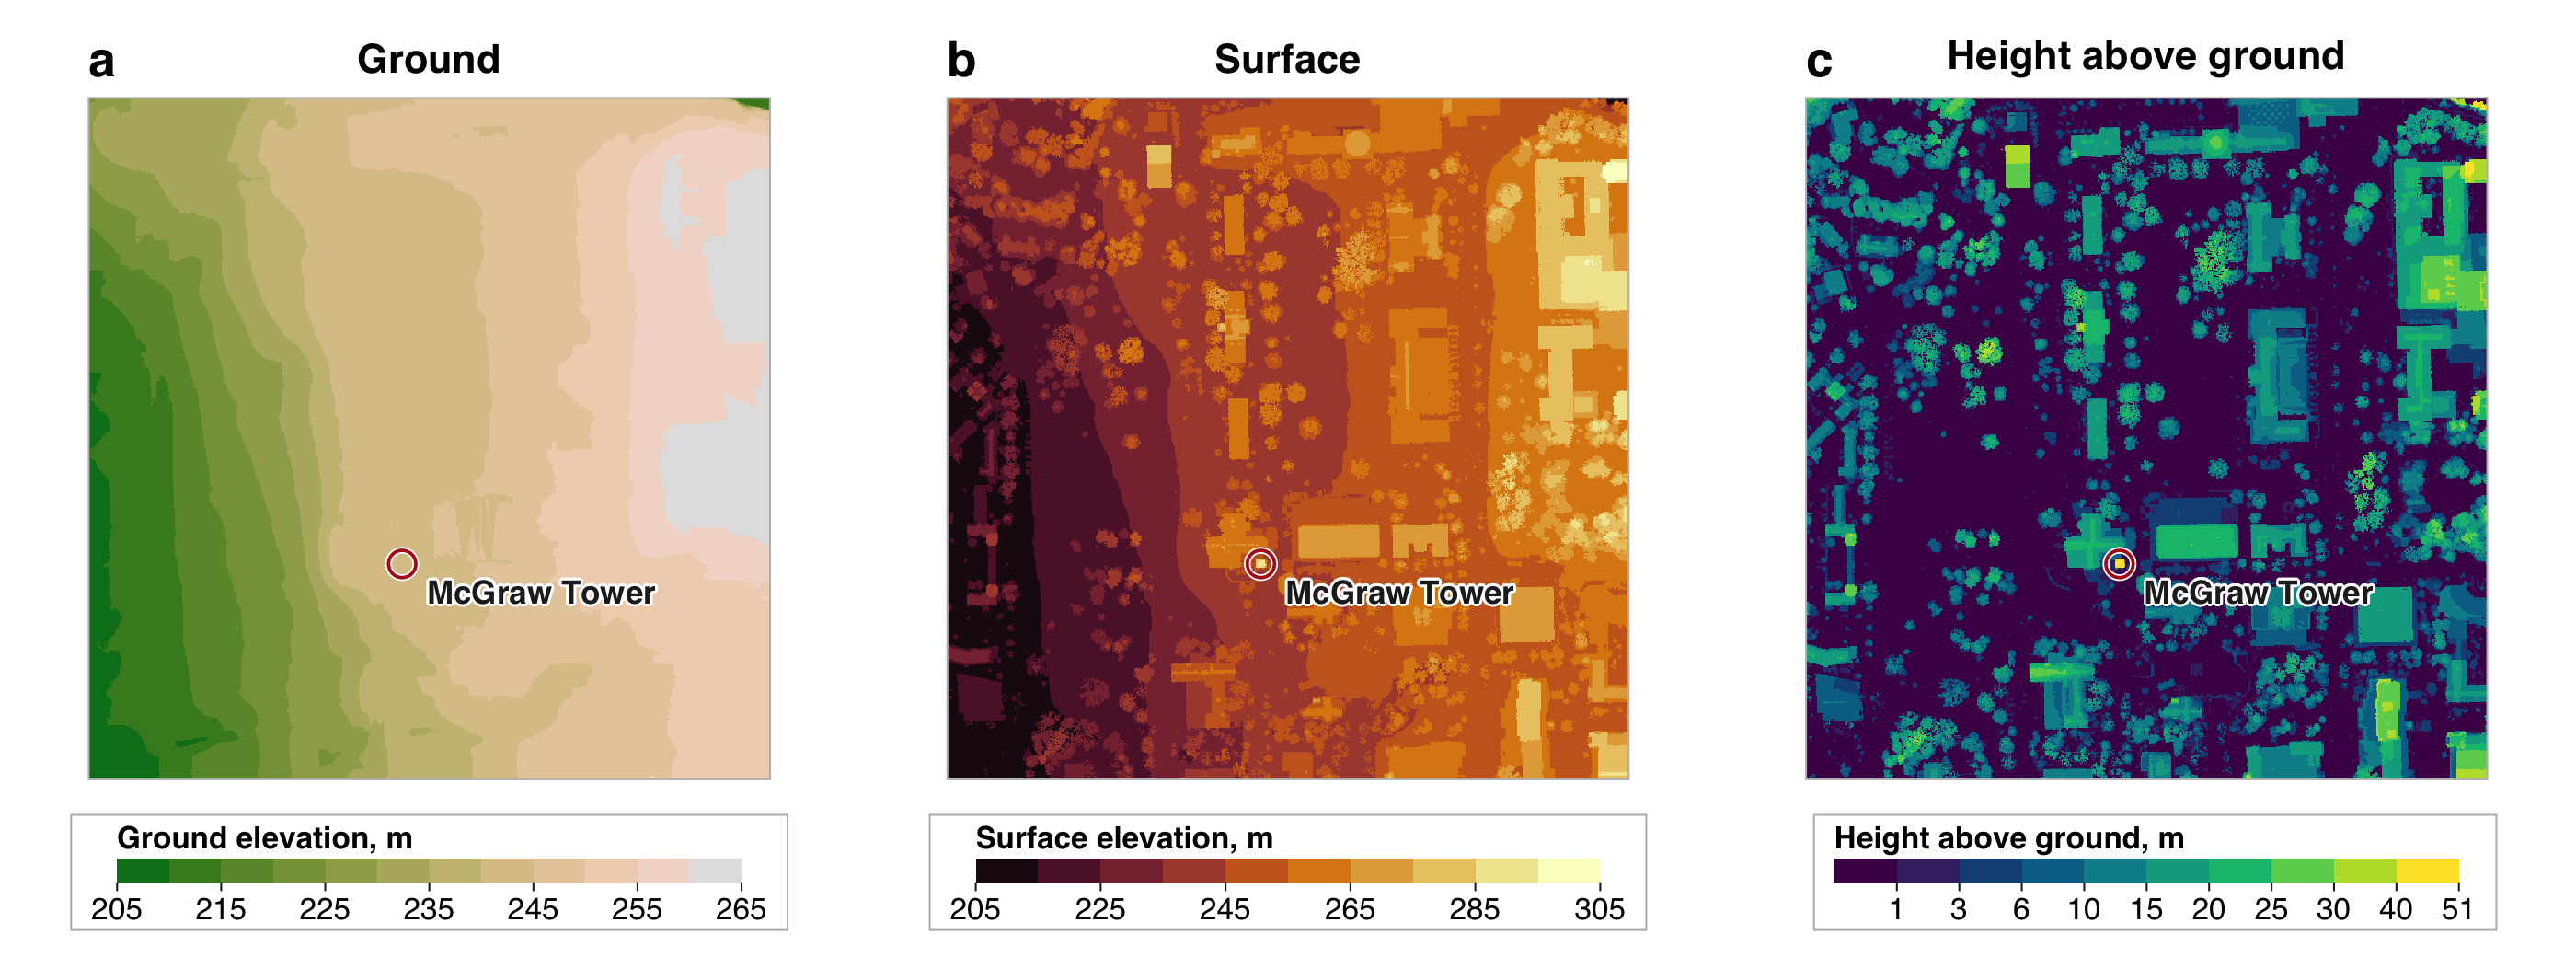 a Ground
b Surface
c Height above ground
McGraw Tower
McGraw Tower
McGraw Tower
Ground elevation, m
205 215 225 235 245 255 265
Surface elevation, m
205 225 245 265 285 305
Height above ground, m
1 3 6 10 15 20 25 30 40 51